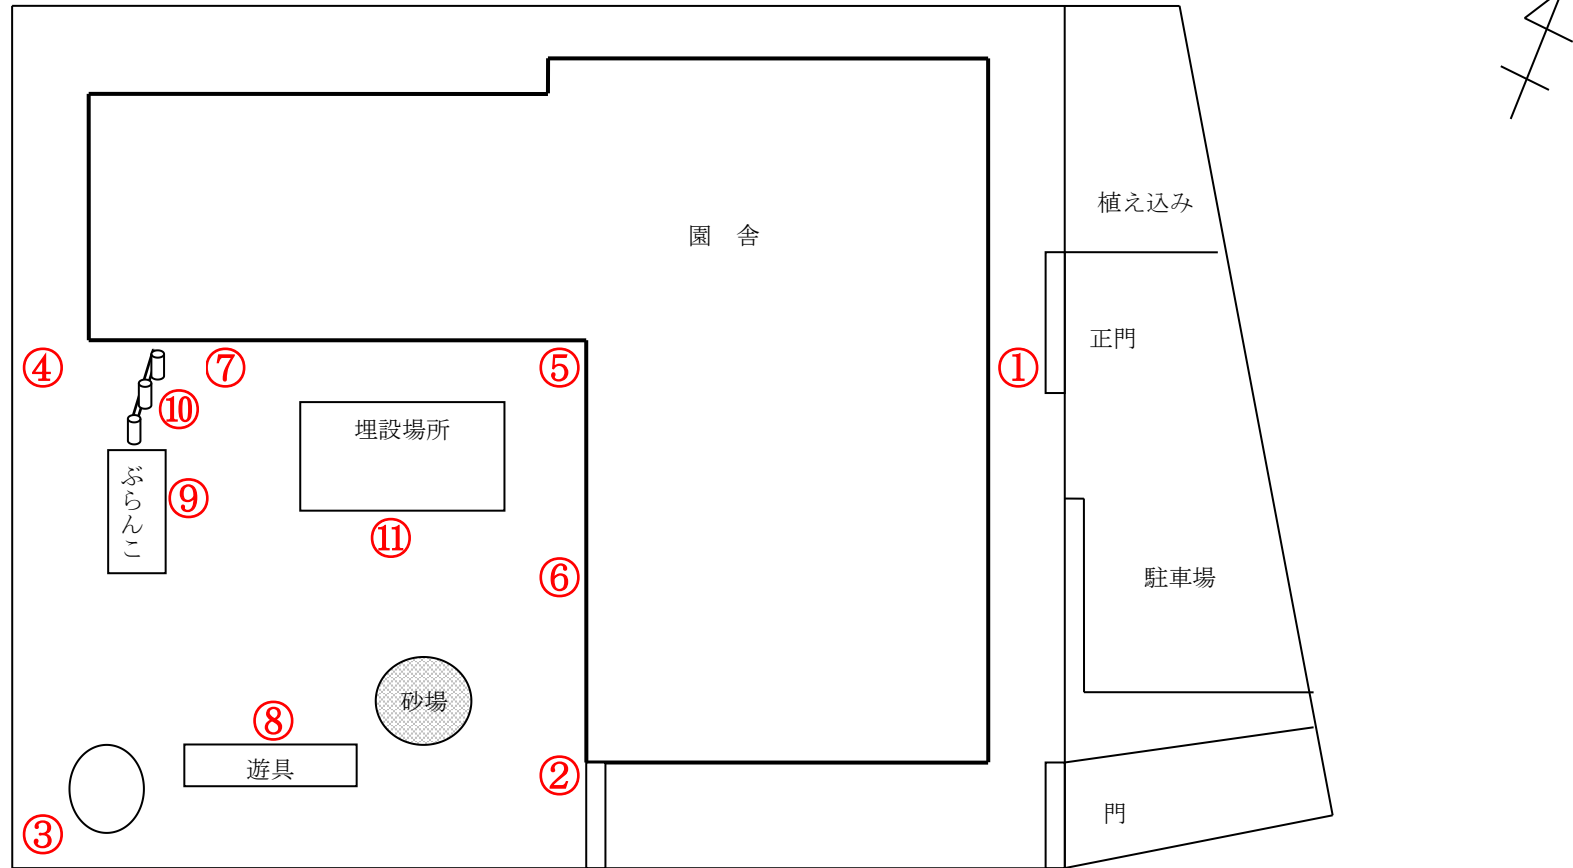 植え込み
園　舎
正門
①
④
⑦
⑤
⑩
埋設場所
ぶらんこ
⑨
⑪
⑥
駐車場
砂場
⑧
遊具
②
門
③